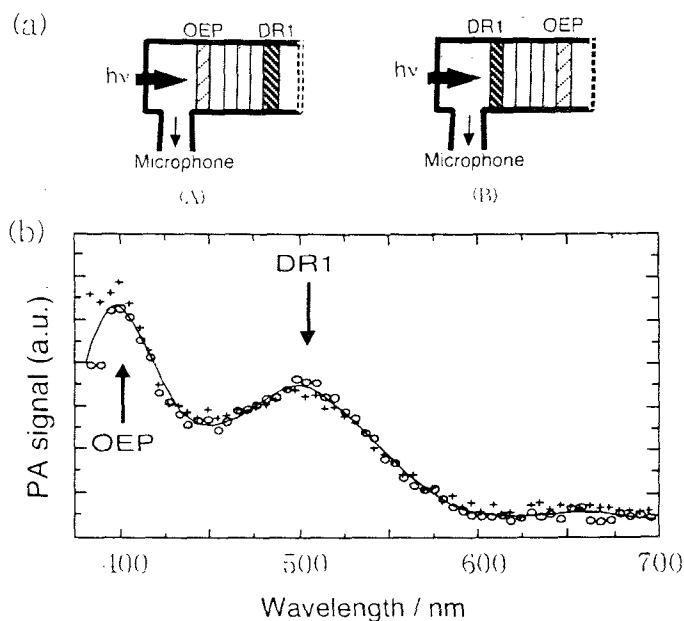 (a)
OEP DR1
hν
Microphone
(A)
DR1 OEP
hν
Microphone
(B)
(b)
DR1
OEP
PA signal (a.u.)
400 500 600 700
Wavelength / nm